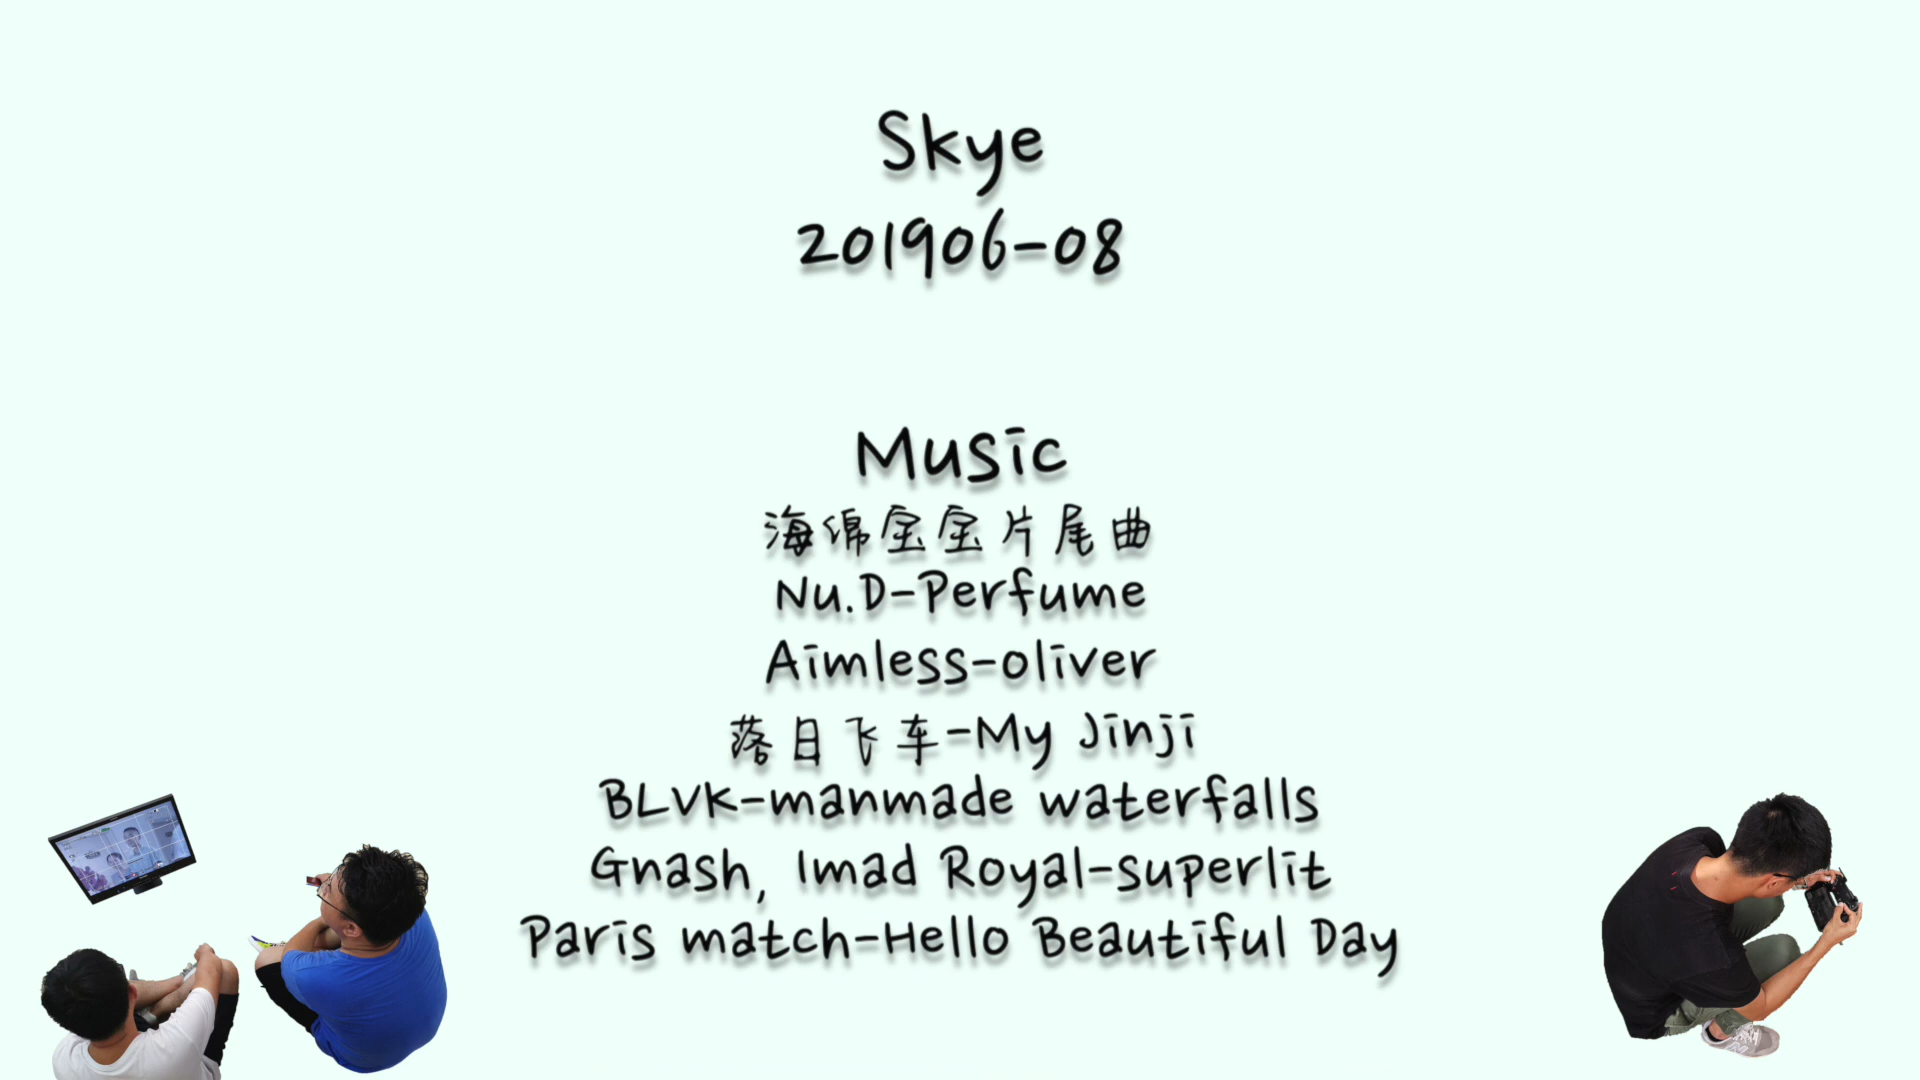 Skye
201906-08
Music
海绵宝宝片尾曲
Nu.D-Perfume
Aimless-oliver
落日飞车-My Jinji
BLVK-manmade waterfalls
Gnash, Imad Royal-superlit
Paris match-Hello Beautiful Day